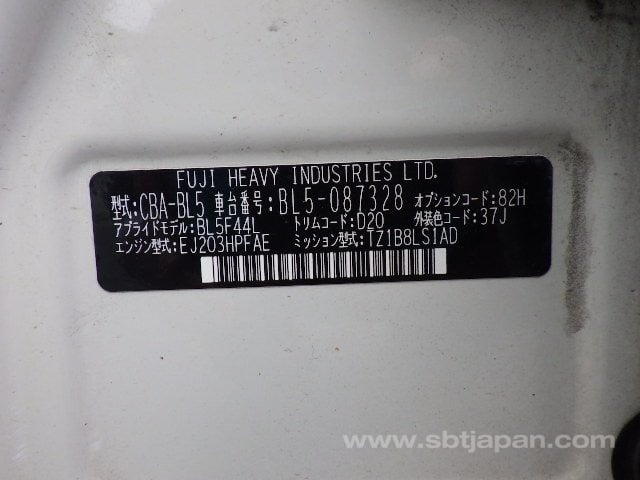 FUJI HEAVY INDUSTRIES LTD.
型式:CBA-BL5 車台番号:BL5-087328 オプションコード:82H
アプライドモデル:BL5F44L トリムコード:D20 外装色コード:37J
エンジン型式:EJ203HPFAE ミッション型式:TZ1B8LS1AD
www.sbtjapan.com